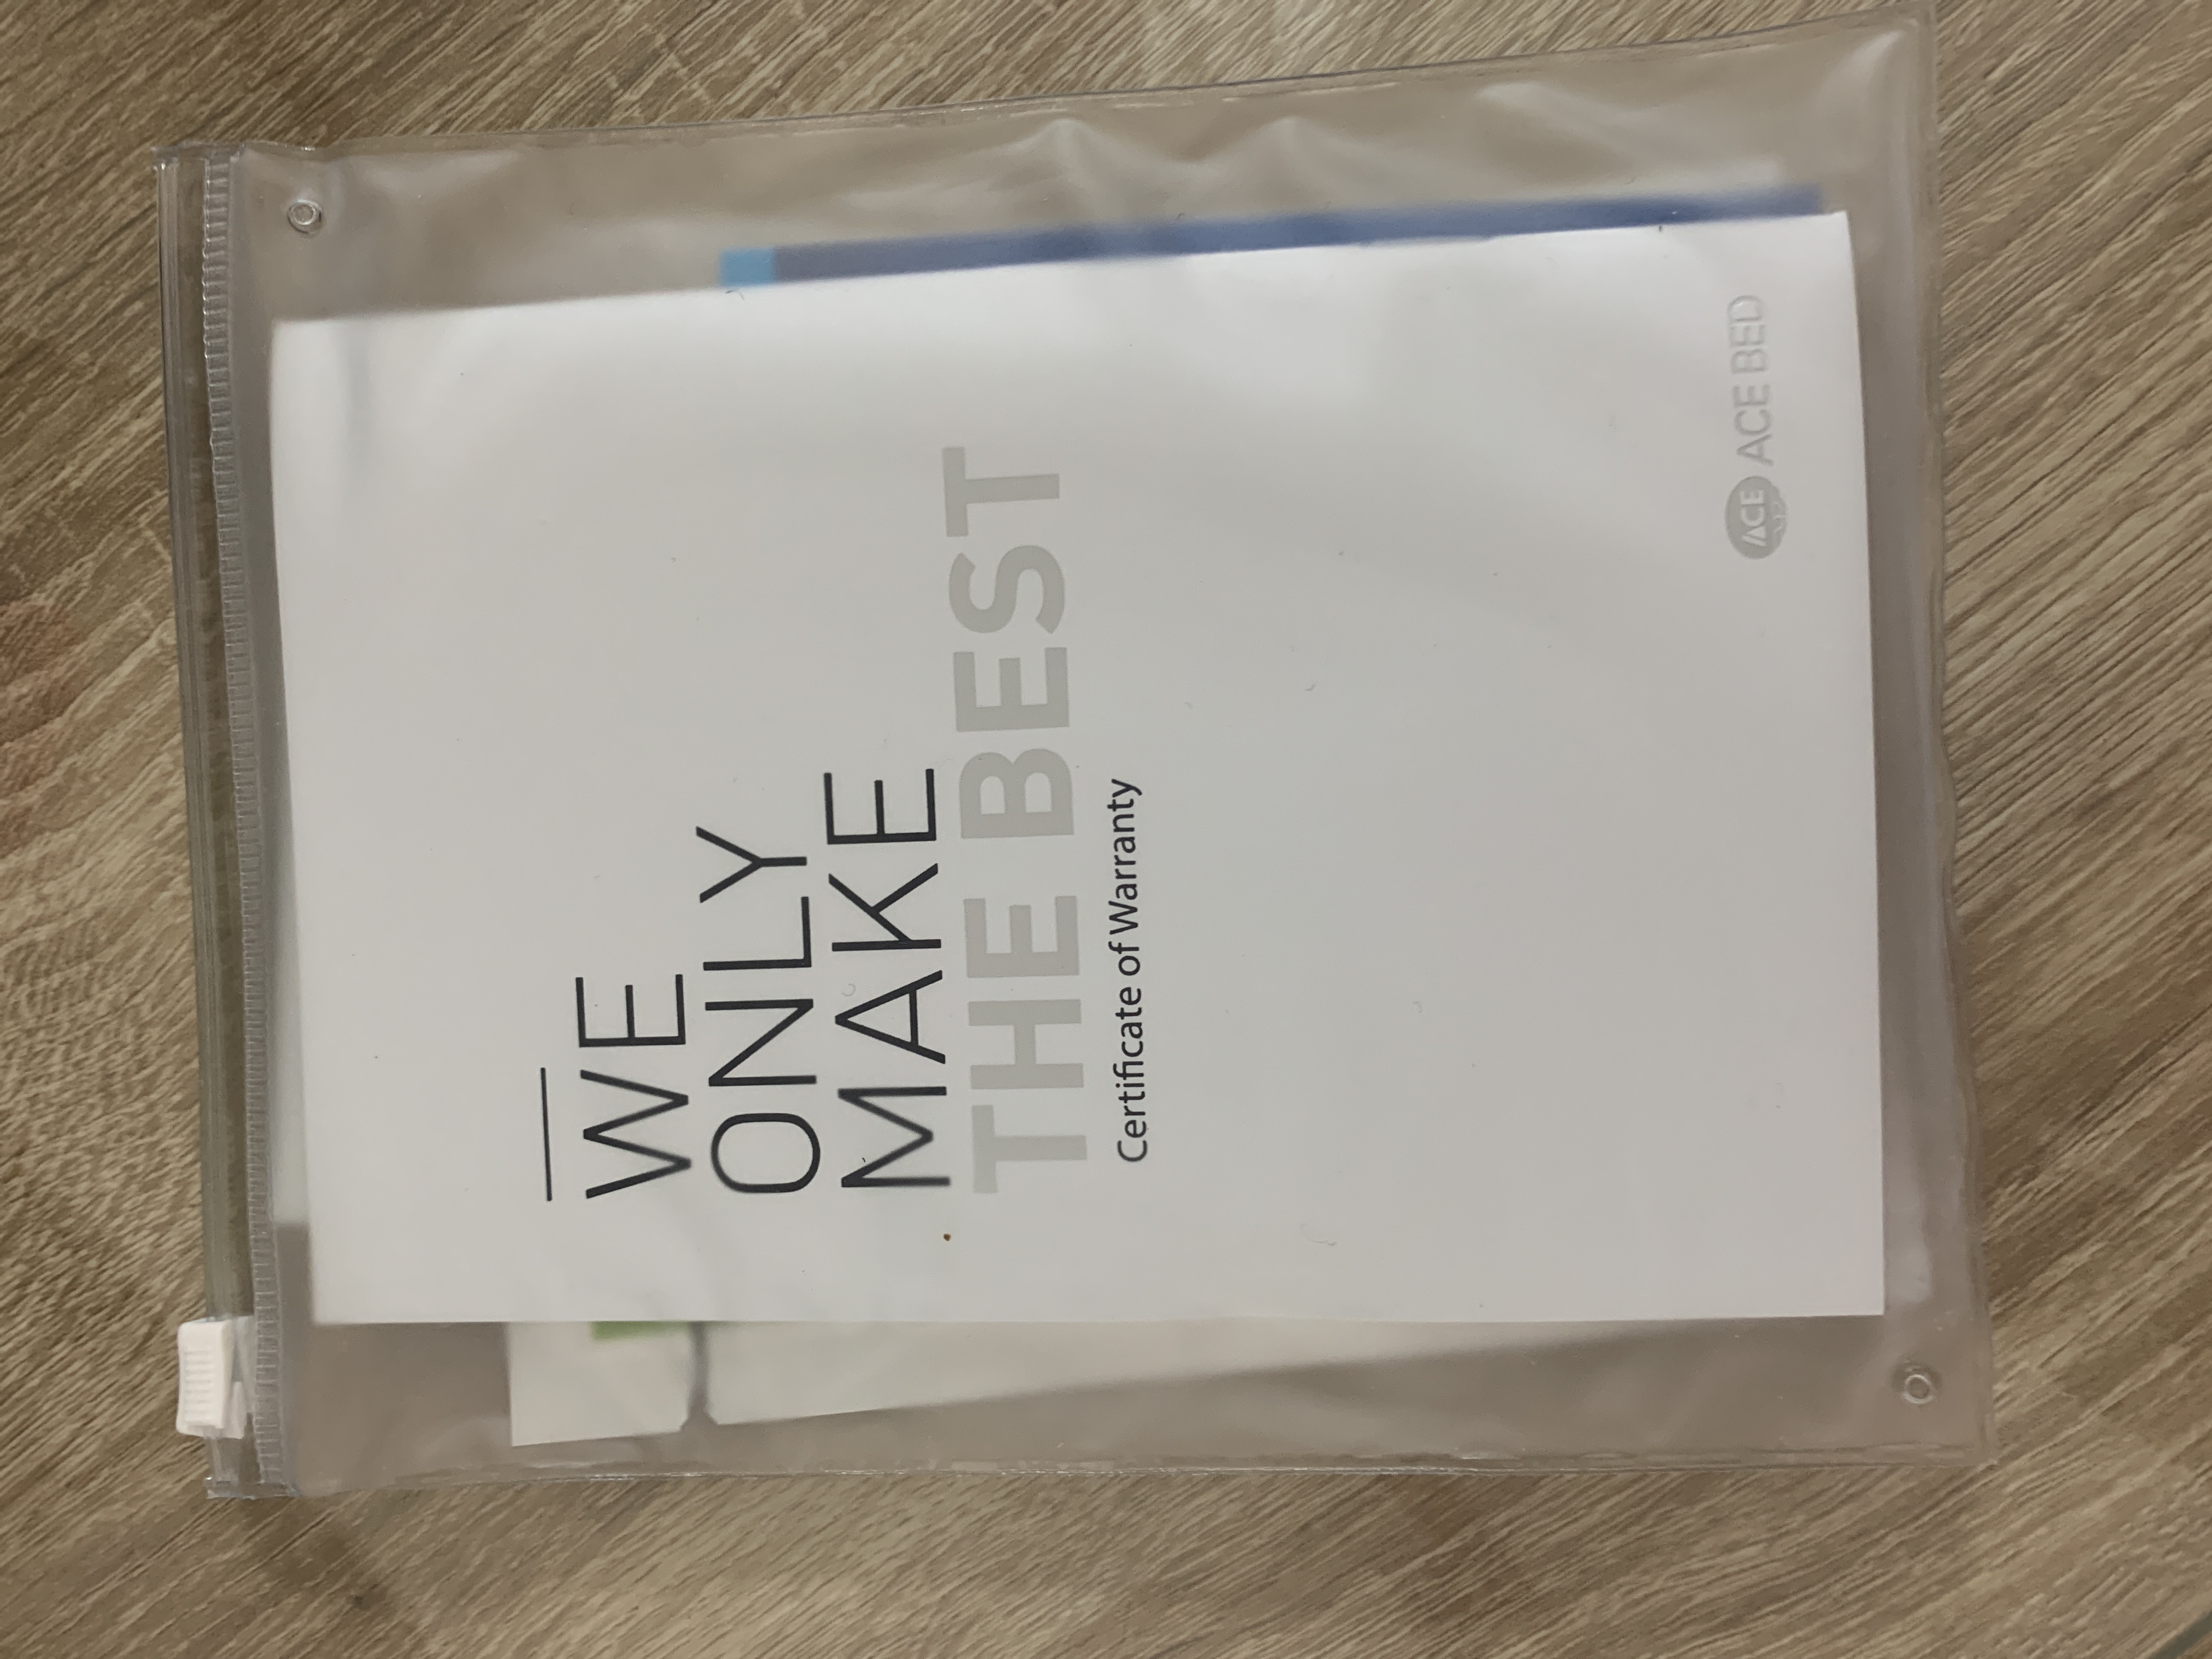 WE
ONLY
MAKE
THE BEST
Certificate of Warranty
ACE ACE BED